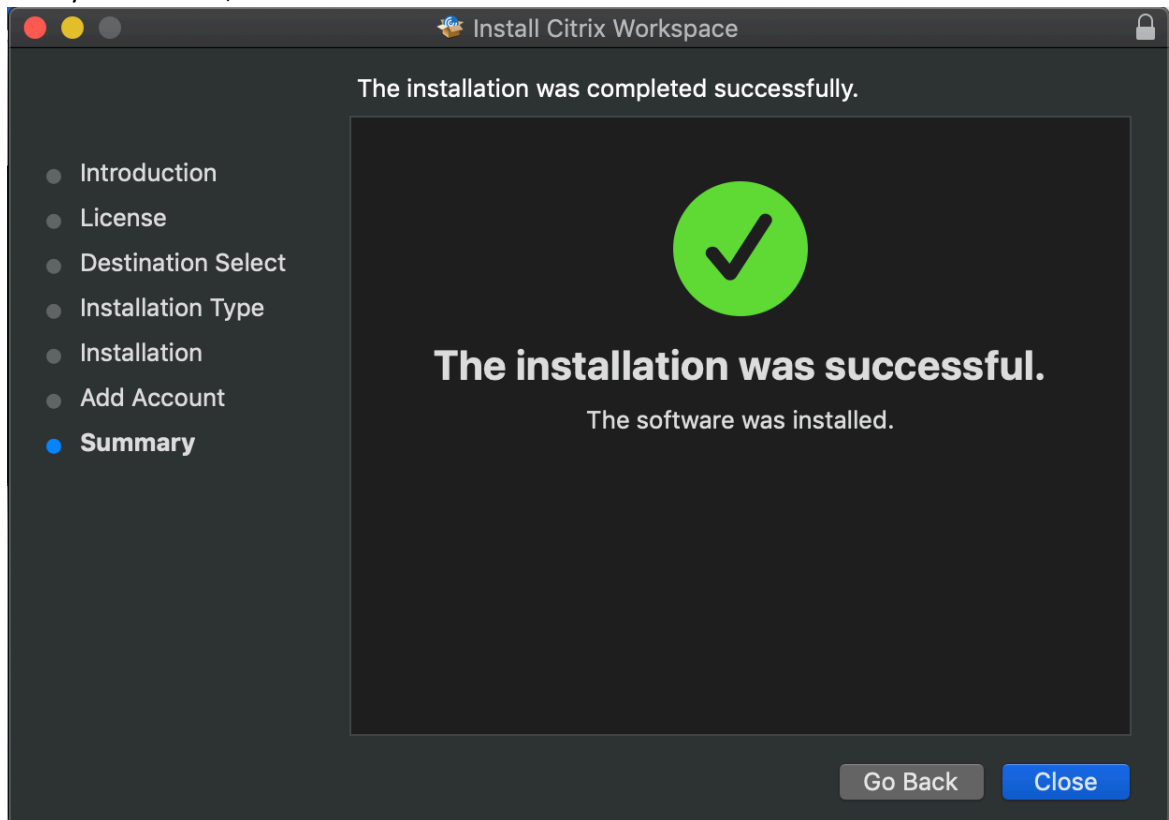 Install Citrix Workspace
The installation was completed successfully.
Introduction
License
Destination Select
Installation Type
Installation
Add Account
Summary
The installation was successful.
The software was installed.
Go Back
Close